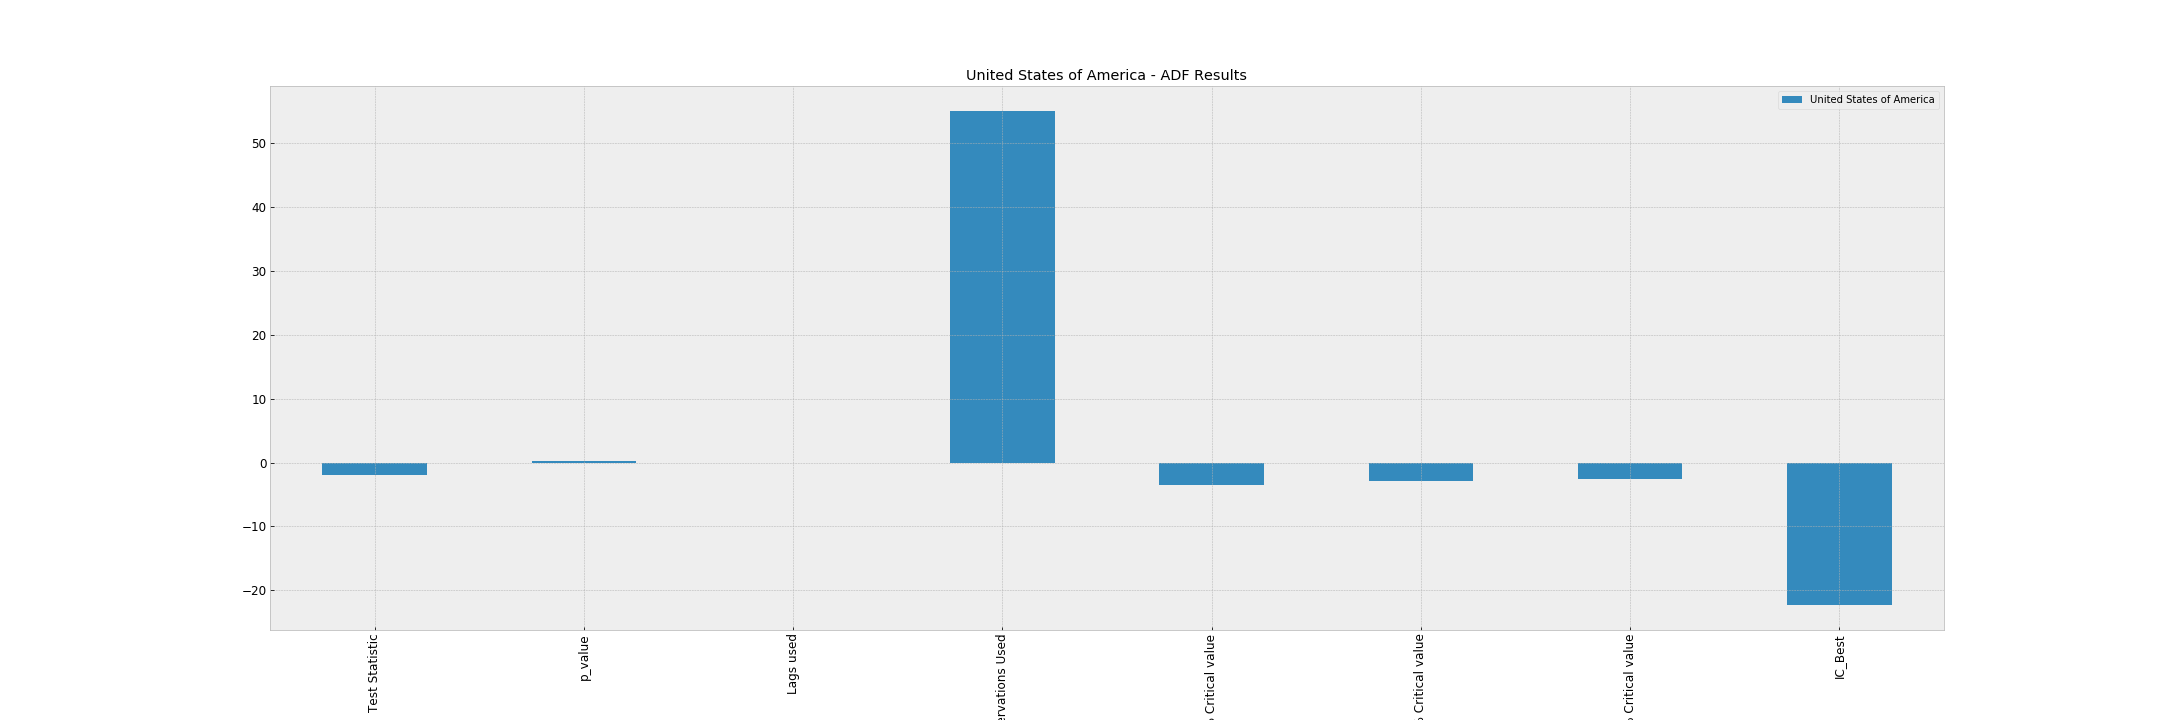 United States of America - ADF Results
United States of America
50
40
30
20
10
0
−10
−20
Test Statistic
p_value
Lags used
Used
Critical value
Critical value
Critical value
IC_Best